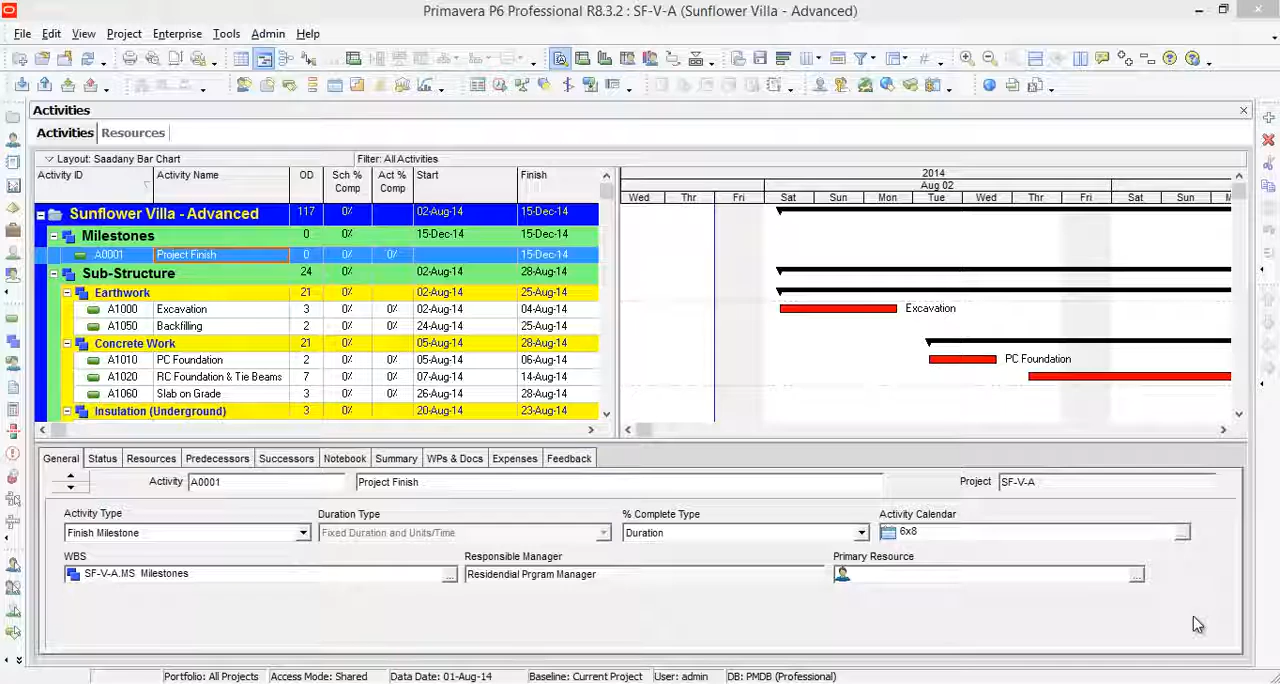 Primavera P6 Professional R8.3.2 : SF-V-A (Sunflower Villa - Advanced)
File Edit View Project Enterprise Tools Admin Help
Activities
Activities Resources
Layout: Saadany Bar Chart Filter: All Activities
Activity ID Activity Name OD Sch % Comp Act % Comp Start Finish
2014
Aug 02
Wed Thr Fri Sat Sun Mon Tue Wed Thr Fri Sat Sun M
Sunflower Villa - Advanced 117 0% 02-Aug-14 15-Dec-14
Milestones 0 0% 15-Dec-14 15-Dec-14
A0001 Project Finish 0 0% 0% 15-Dec-14
Sub-Structure 24 0% 02-Aug-14 28-Aug-14
Earthwork 21 0% 02-Aug-14 25-Aug-14
A1000 Excavation 3 0% 0% 02-Aug-14 04-Aug-14 Excavation
A1050 Backfilling 2 0% 0% 24-Aug-14 25-Aug-14
Concrete Work 21 0% 05-Aug-14 28-Aug-14
A1010 PC Foundation 2 0% 0% 05-Aug-14 06-Aug-14 PC Foundation
A1020 RC Foundation & Tie Beams 7 0% 0% 07-Aug-14 14-Aug-14
A1060 Slab on Grade 3 0% 0% 26-Aug-14 28-Aug-14
Insulation (Underground) 3 0% 20-Aug-14 23-Aug-14
General Status Resources Predecessors Successors Notebook Summary WPs & Docs Expenses Feedback
Activity A0001 Project Finish Project SF-V-A
Activity Type Duration Type % Complete Type Activity Calendar
Finish Milestone Fixed Duration and Units/Time Duration 6x8
WBS Responsible Manager Primary Resource
SF-V-A.MS Milestones Residential Prgram Manager
Portfolio: All Projects Access Mode: Shared Data Date: 01-Aug-14 Baseline: Current Project User: admin DB: PMDB (Professional)